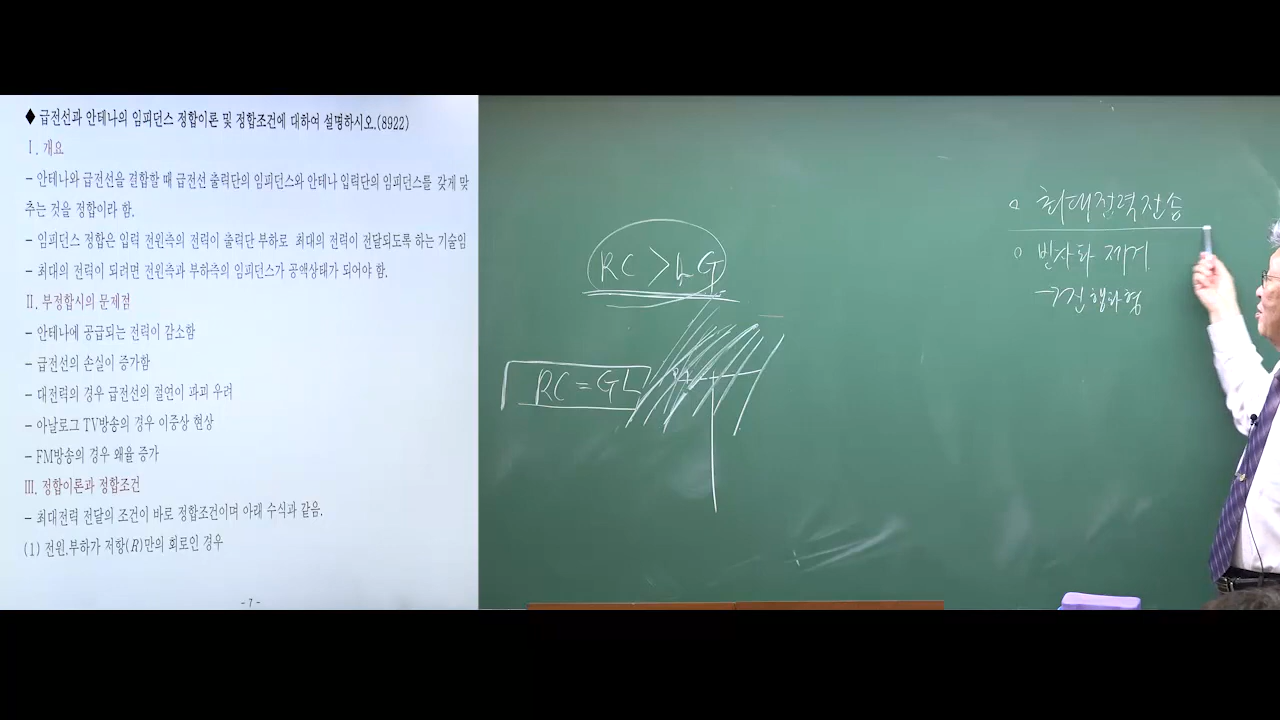 ◆ 급전선과 안테나의 임피던스 정합이론 및 정합조건에 대하여 설명하시오.(8922)
Ⅰ. 개요
- 안테나와 급전선을 결합할 때 급전선 출력단의 임피던스와 안테나 입력단의 임피던스를 갖게 맞
추는 것을 정합이라 함.
- 임피던스 정합은 입력 전원측의 전력이 출력단 부하로 최대의 전력이 전달되도록 하는 기술임
- 최대의 전력이 되려면 전원측과 부하측의 임피던스가 공액상태가 되어야 함.
Ⅱ. 부정합시의 문제점
- 안테나에 공급되는 전력이 감소함
- 급전선의 손실이 증가함
- 대전력의 경우 급전선의 절연이 파괴 우려
- 아날로그 TV방송의 경우 이중상 현상
- FM방송의 경우 왜율 증가
Ⅲ. 정합이론과 정합조건
- 최대전력 전달의 조건이 바로 정합조건이며 아래 수식과 같음.
(1) 전원.부하가 저항(R)만의 회로인 경우
- 7 -
RC > LG
RC = GL
o 최대전력전송
o 반사파 제거
→ 진행파형